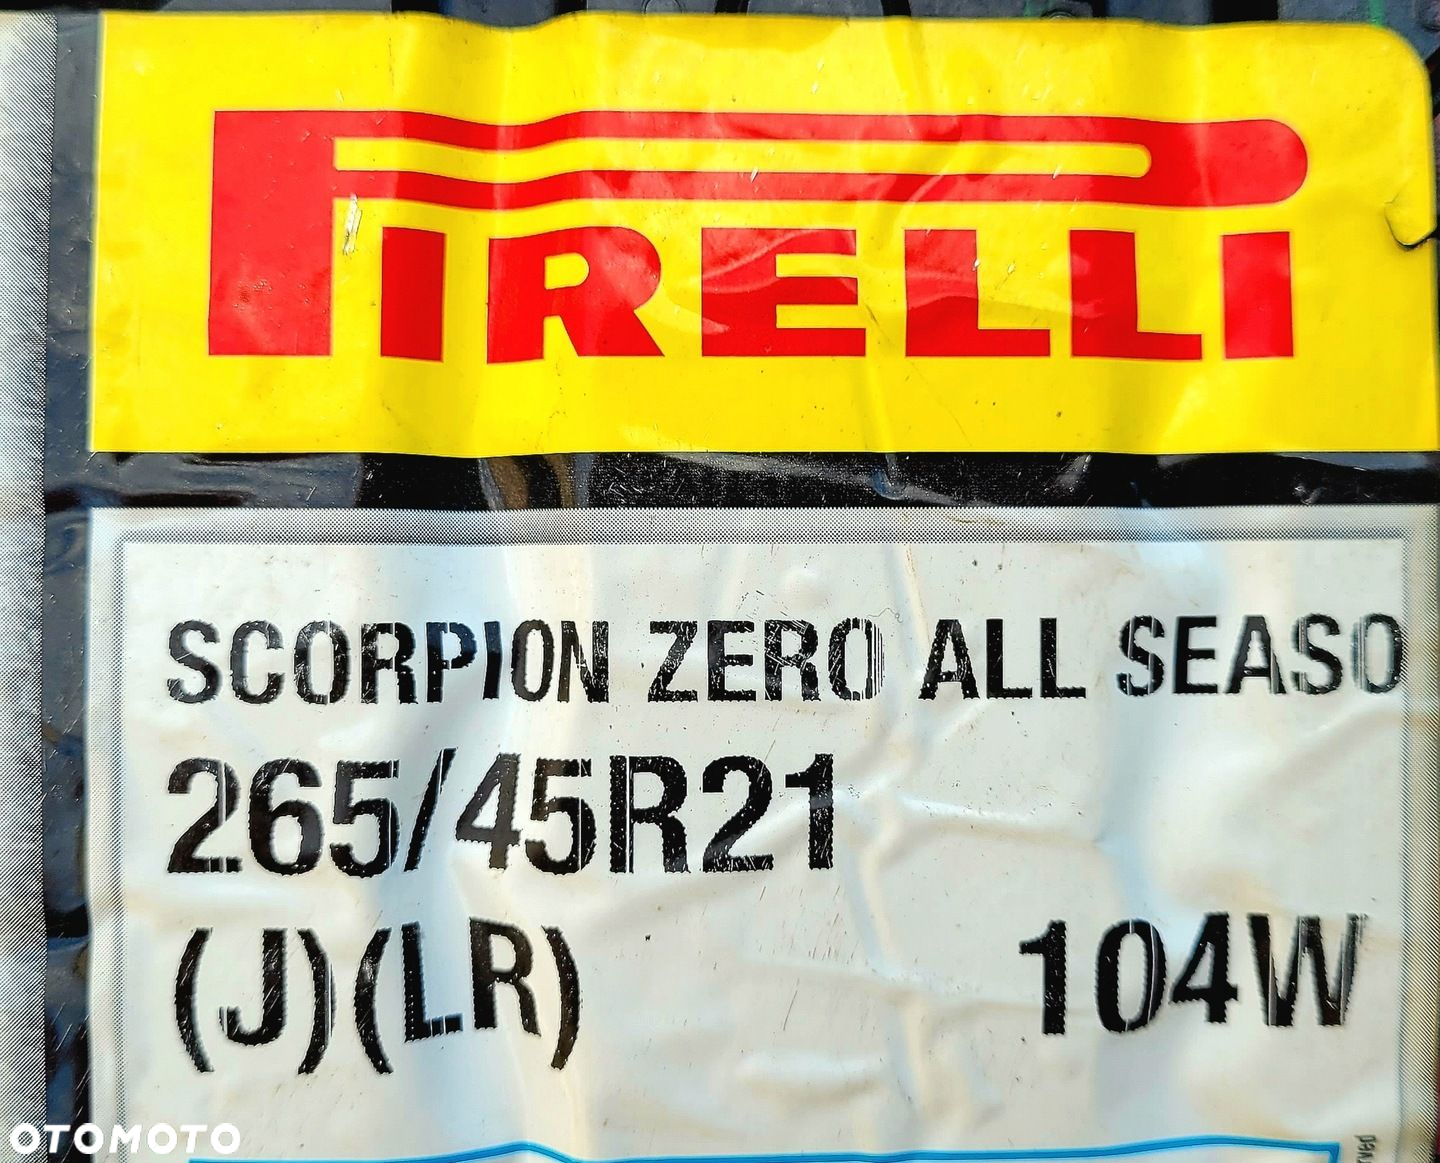 PIRELLI
SCORPION ZERO ALL SEASO
265/45R21
(J)(LR) 104W
OTOMOTO